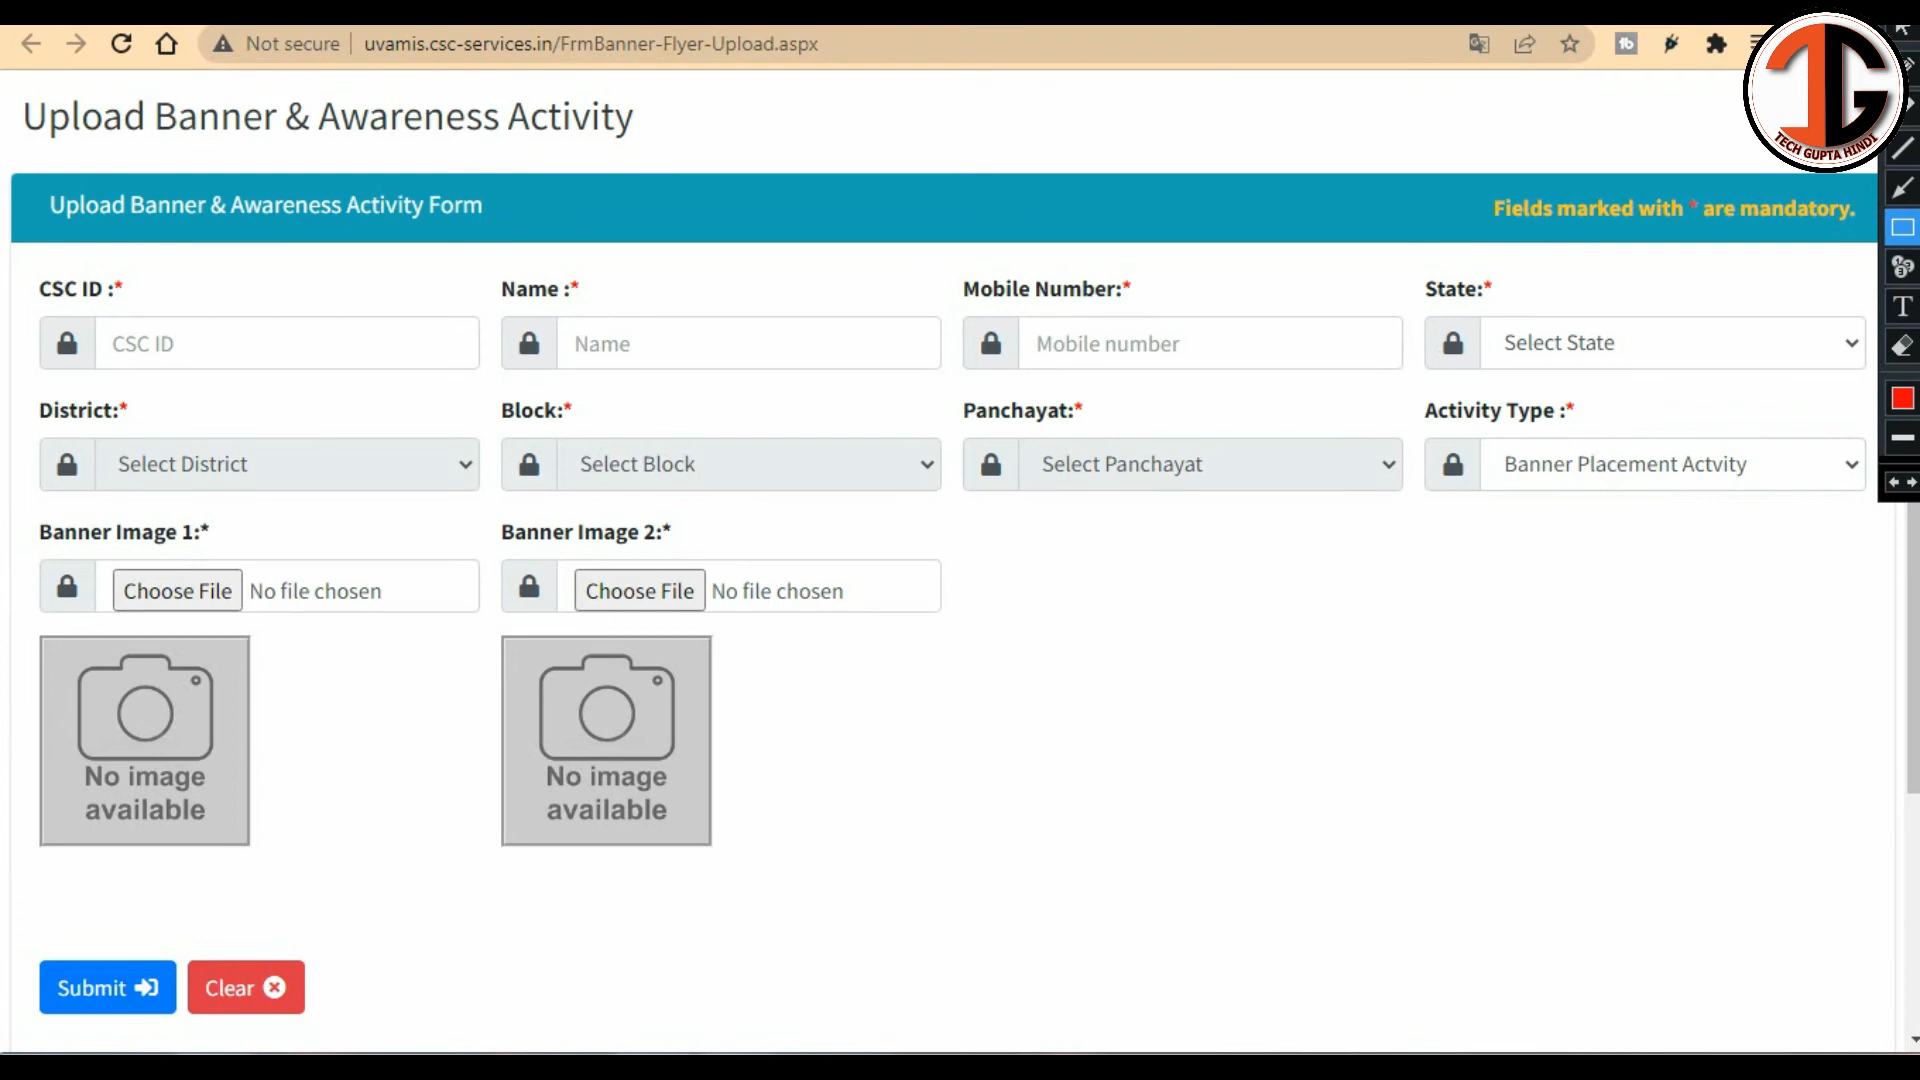 Not secure
uvamis.csc-services.in/FrmBanner-Flyer-Upload.aspx
tb
TG
TECH GUPTA HINDI
Upload Banner & Awareness Activity
Upload Banner & Awareness Activity Form
Fields marked with * are mandatory.
CSC ID :*
Name :*
Mobile Number:*
State:*
CSC ID
Name
Mobile number
Select State
District:*
Block:*
Panchayat:*
Activity Type :*
Select District
Select Block
Select Panchayat
Banner Placement Actvity
Banner Image 1:*
Banner Image 2:*
Choose File No file chosen
Choose File No file chosen
No image
available
No image
available
Submit
Clear
T